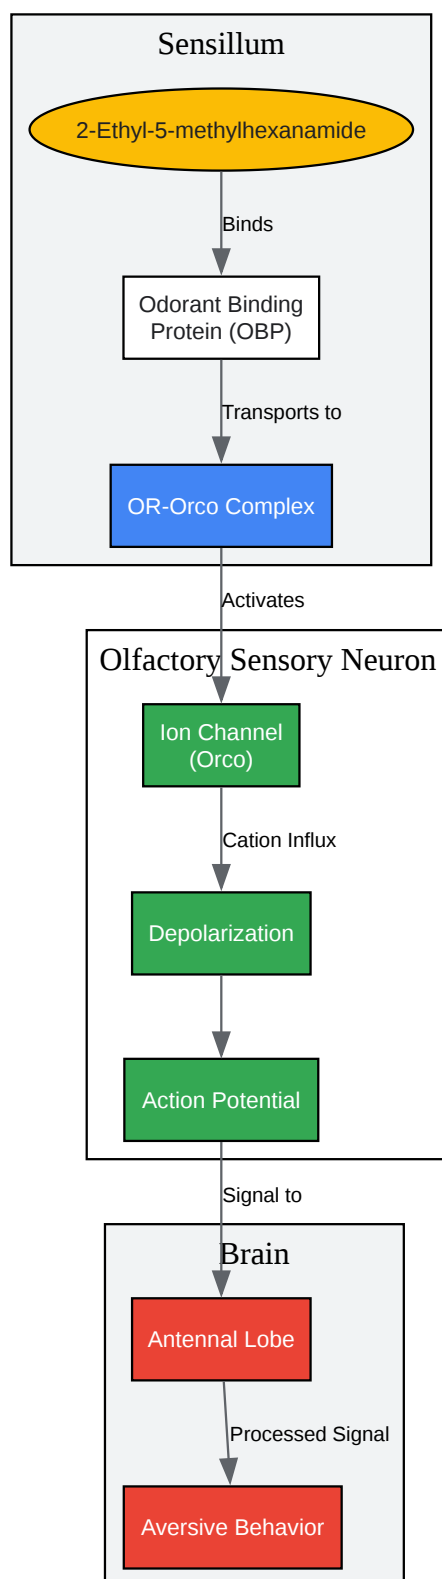 Sensillum
2-Ethyl-5-methylhexanamide
Binds
Odorant Binding
Protein (OBP)
Transports to
OR-Orco Complex
Activates
Olfactory Sensory Neuron
Ion Channel
(Orco)
Cation Influx
Depolarization
Action Potential
Signal to
Brain
Antennal Lobe
Processed Signal
Aversive Behavior